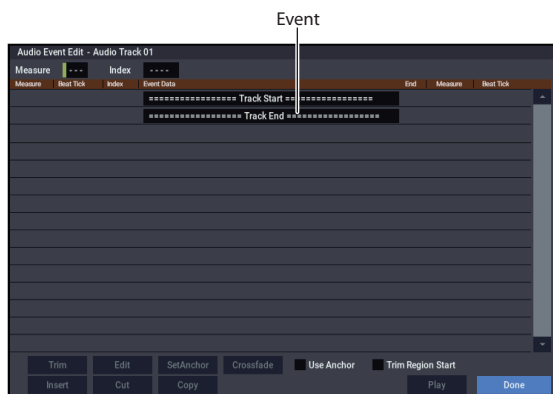 Event
Audio Event Edit - Audio Track 01
Measure --- Index ----
Measure Beat Tick Index Event Data End Measure Beat Tick
================= Track Start =================
================== Track End ==================
Trim Edit SetAnchor Crossfade Use Anchor Trim Region Start
Insert Cut Copy Play Done